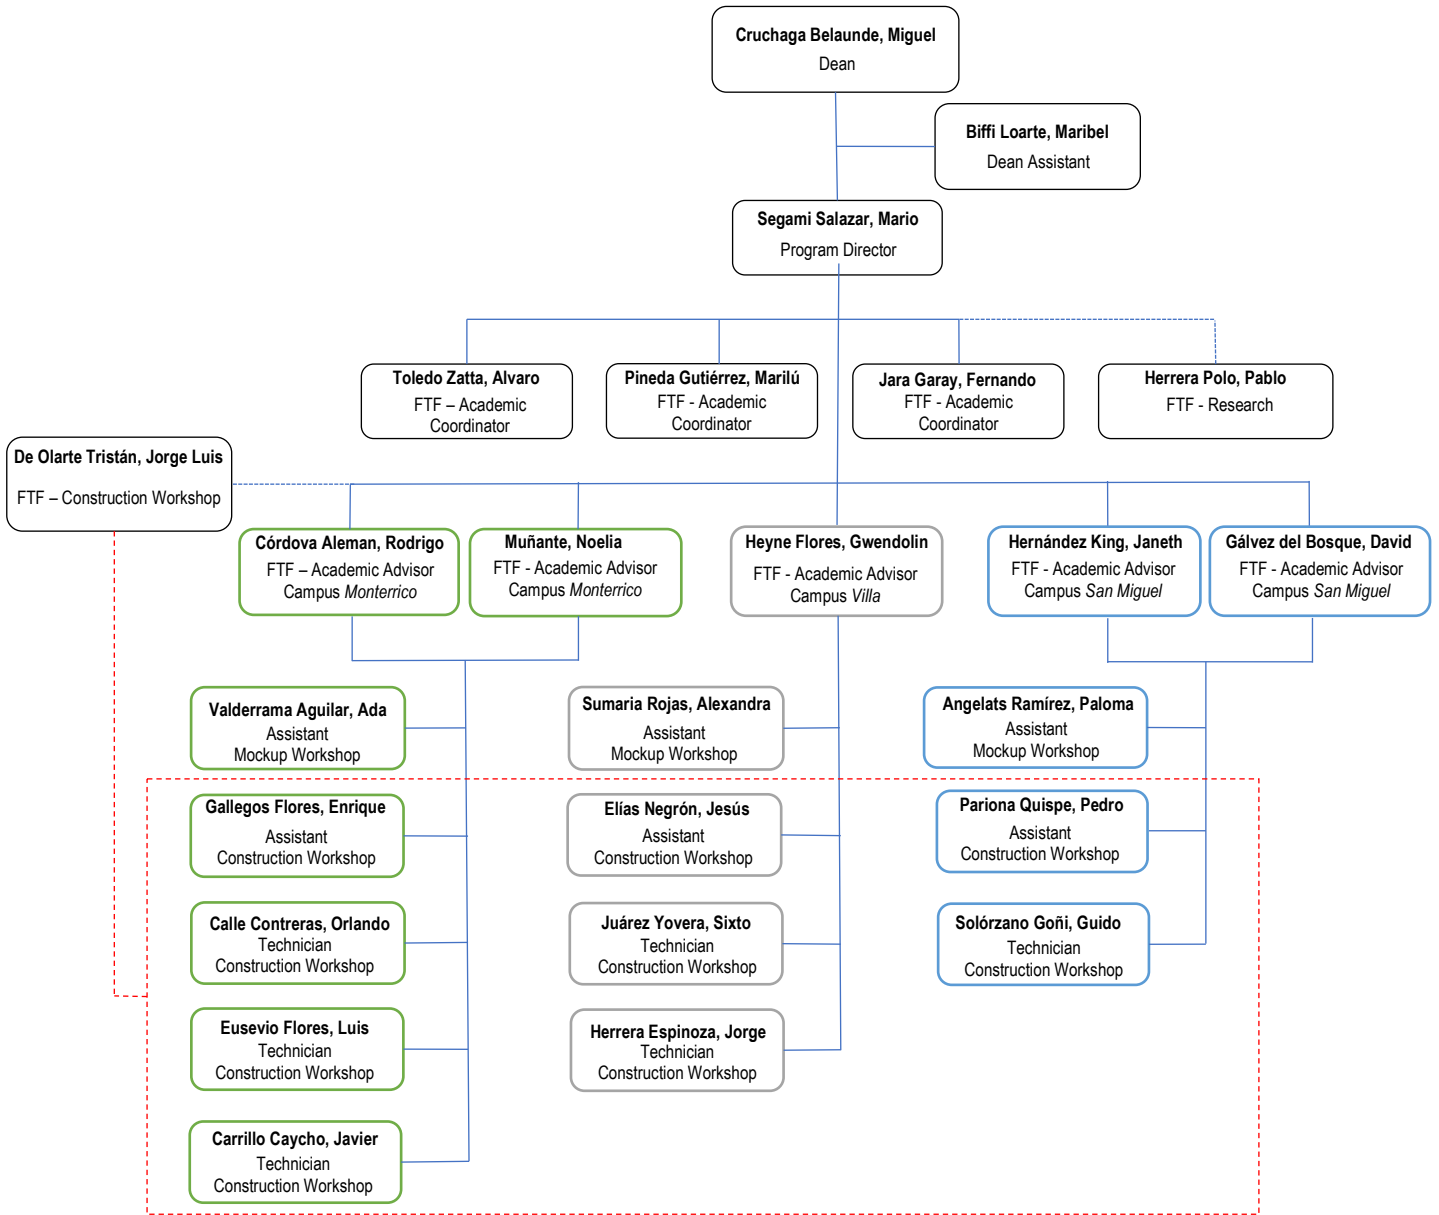 Cruchaga Belaunde, Miguel
Dean
Biffi Loarte, Maribel
Dean Assistant
Segami Salazar, Mario
Program Director
Toledo Zatta, Alvaro
FTF – Academic
Coordinator
Pineda Gutiérrez, Marilú
FTF - Academic
Coordinator
Jara Garay, Fernando
FTF - Academic
Coordinator
Herrera Polo, Pablo
FTF - Research
De Olarte Tristán, Jorge Luis
FTF – Construction Workshop
Córdova Aleman, Rodrigo
FTF – Academic Advisor
Campus Monterrico
Muñante, Noelia
FTF - Academic Advisor
Campus Monterrico
Heyne Flores, Gwendolin
FTF - Academic Advisor
Campus Villa
Hernández King, Janeth
FTF - Academic Advisor
Campus San Miguel
Gálvez del Bosque, David
FTF - Academic Advisor
Campus San Miguel
Valderrama Aguilar, Ada
Assistant
Mockup Workshop
Sumaria Rojas, Alexandra
Assistant
Mockup Workshop
Angelats Ramírez, Paloma
Assistant
Mockup Workshop
Gallegos Flores, Enrique
Assistant
Construction Workshop
Elías Negrón, Jesús
Assistant
Construction Workshop
Pariona Quispe, Pedro
Assistant
Construction Workshop
Calle Contreras, Orlando
Technician
Construction Workshop
Juárez Yovera, Sixto
Technician
Construction Workshop
Solórzano Goñi, Guido
Technician
Construction Workshop
Eusevio Flores, Luis
Technician
Construction Workshop
Herrera Espinoza, Jorge
Technician
Construction Workshop
Carrillo Caycho, Javier
Technician
Construction Workshop